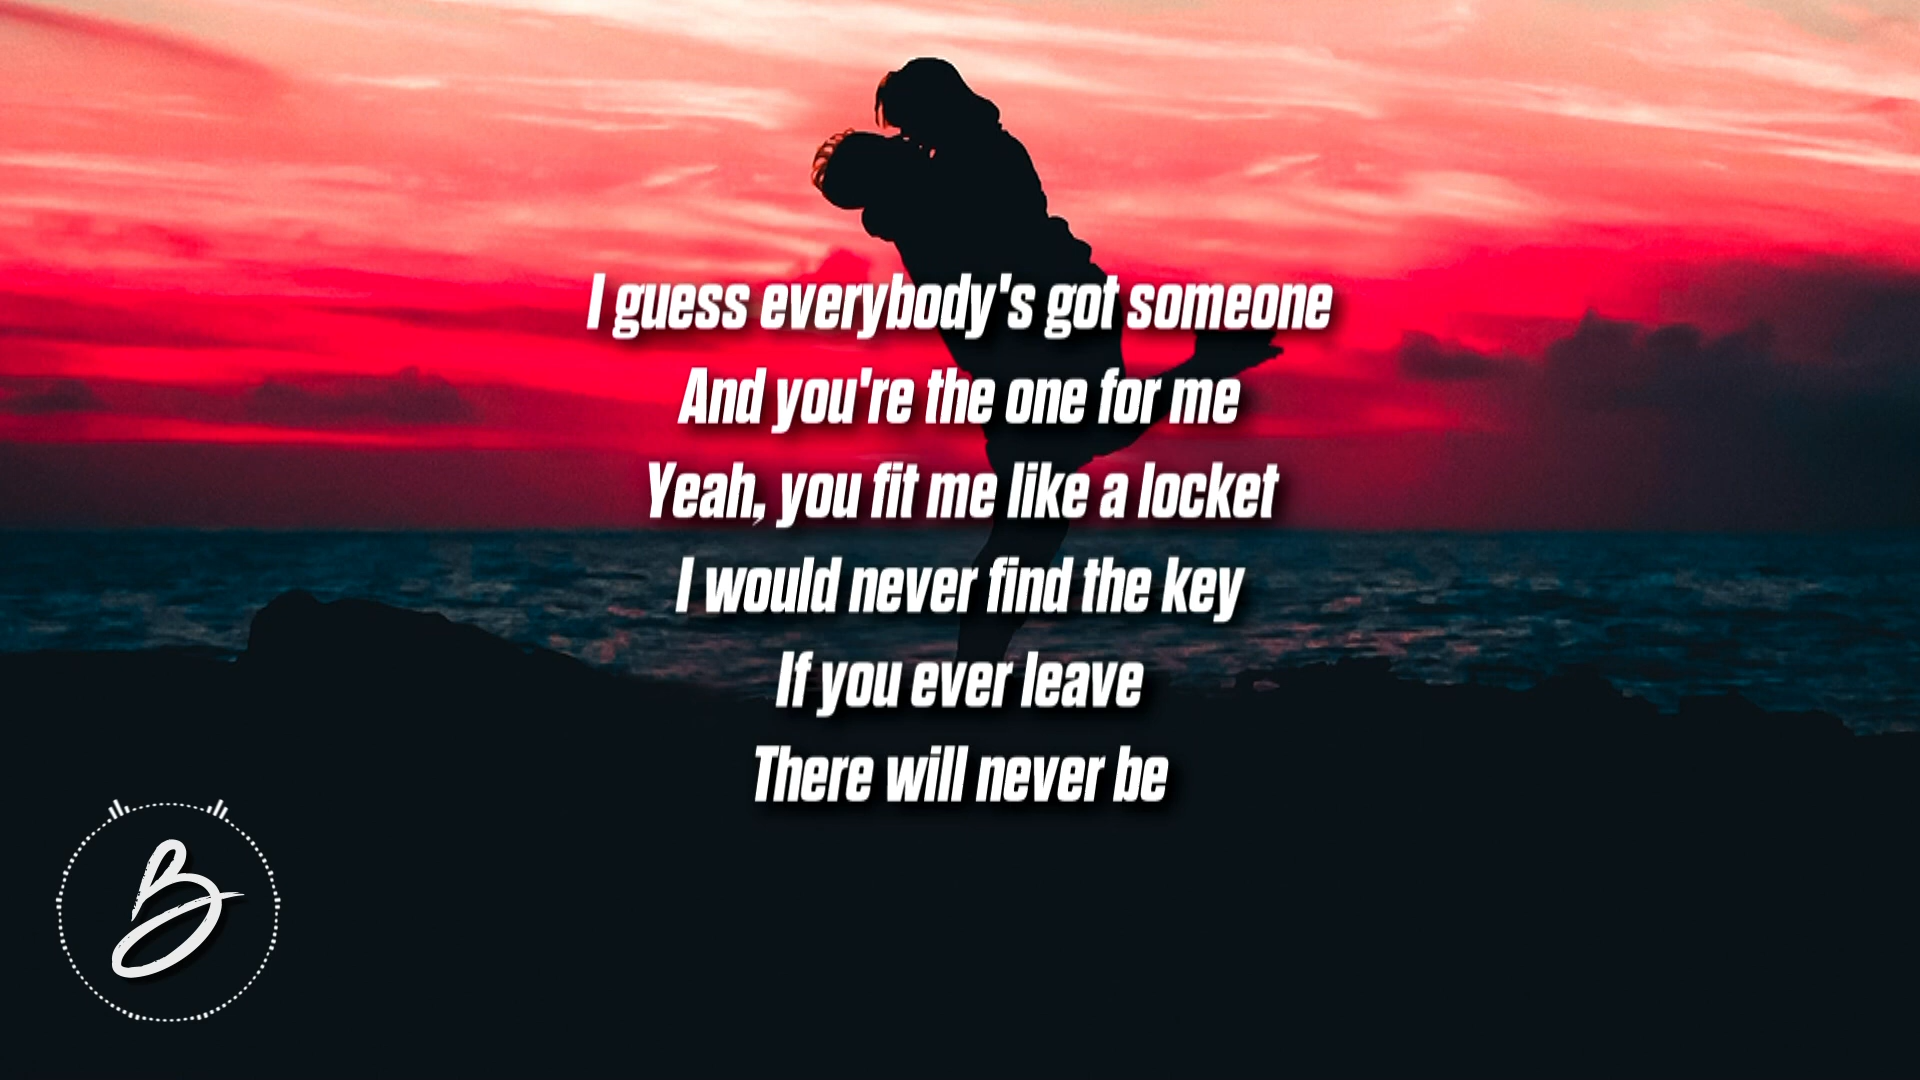 I guess everybody's got someone
And you're the one for me
Yeah, you fit me like a locket
I would never find the key
If you ever leave
There will never be
B